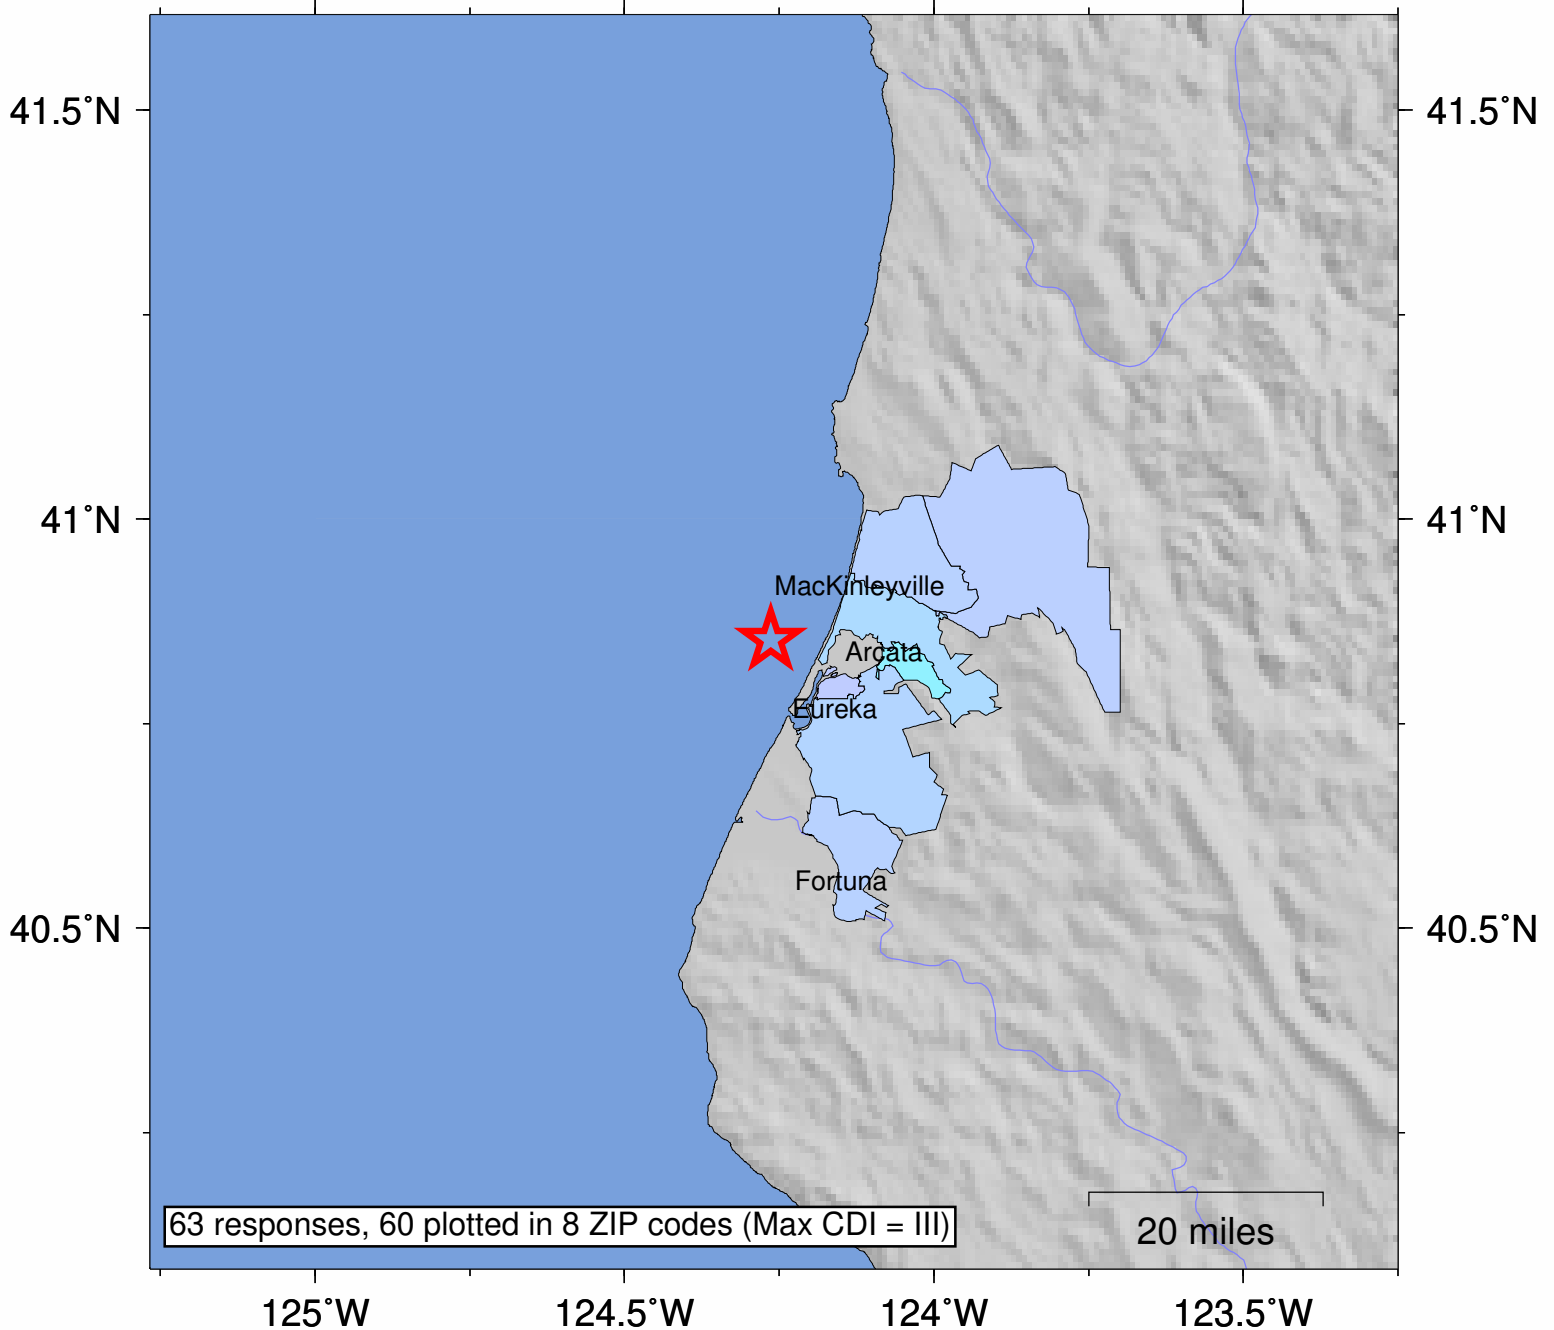 41.5˚N
41.5˚N
41˚N
41˚N
MacKinleyville
Arcata
Eureka
Fortuna
40.5˚N
40.5˚N
63 responses, 60 plotted in 8 ZIP codes (Max CDI = III)
20 miles
125˚W
124.5˚W
124˚W
123.5˚W